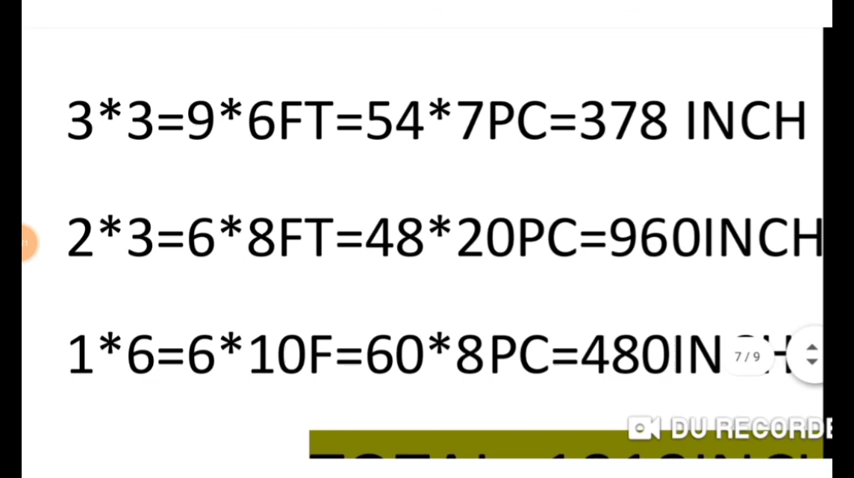 3*3=9*6FT=54*7PC=378 INCH
2*3=6*8FT=48*20PC=960INCH
1*6=6*10F=60*8PC=480INCH
7/9
DU RECORDE